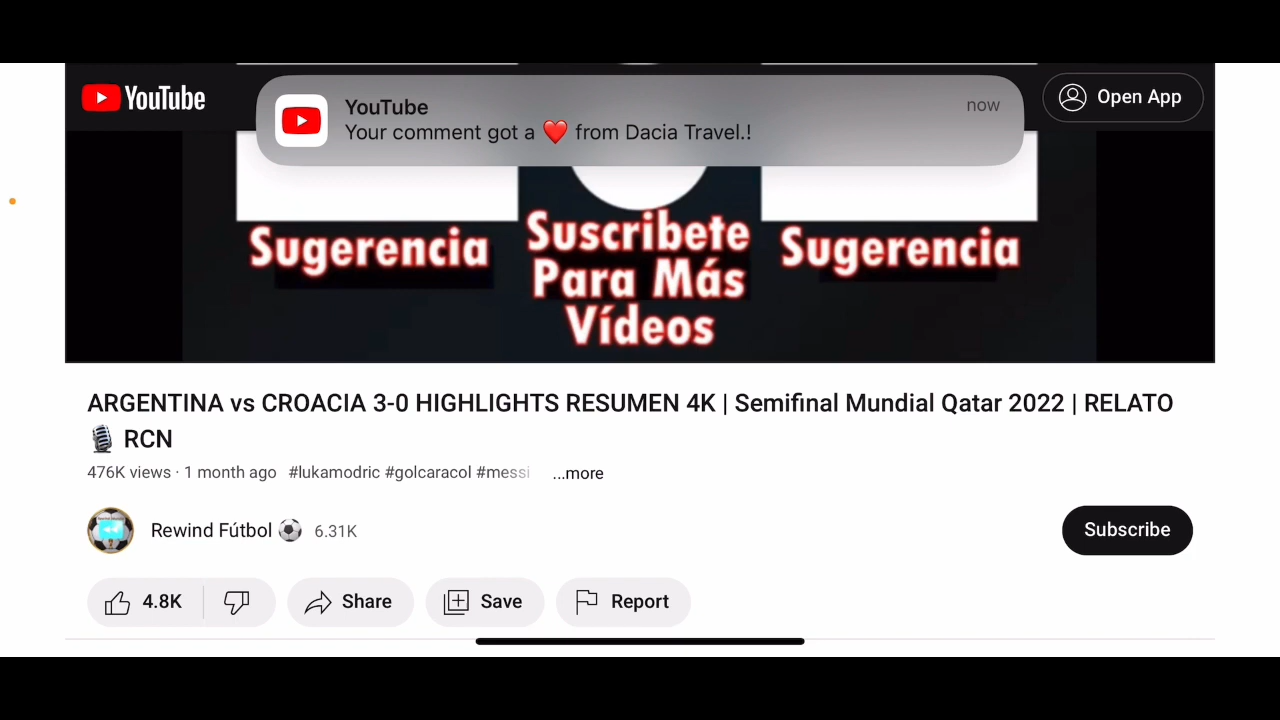 YouTube
YouTube
now
Your comment got a ❤️ from Dacia Travel.!
Open App
Sugerencia
Suscribete
Para Más
Vídeos
Sugerencia
ARGENTINA vs CROACIA 3-0 HIGHLIGHTS RESUMEN 4K | Semifinal Mundial Qatar 2022 | RELATO
🎙️ RCN
476K views · 1 month ago #lukamodric #golcaracol #messi ...more
Rewind Fútbol ⚽ 6.31K
Subscribe
4.8K
Share
Save
Report